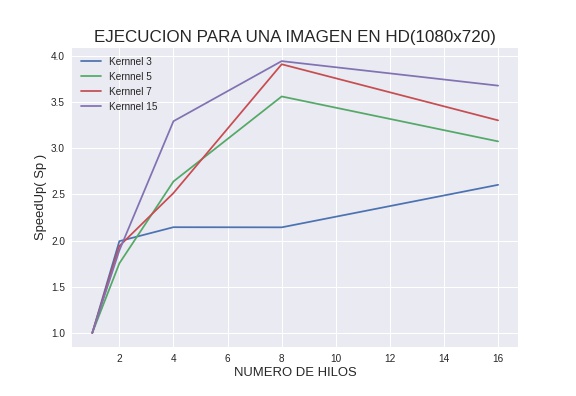 EJECUCION PARA UNA IMAGEN EN HD(1080x720)
4.0
3.5
3.0
2.5
2.0
1.5
1.0
SpeedUp( Sp )
Kernnel 3
Kernnel 5
Kernnel 7
Kernnel 15
2 4 6 8 10 12 14 16
NUMERO DE HILOS